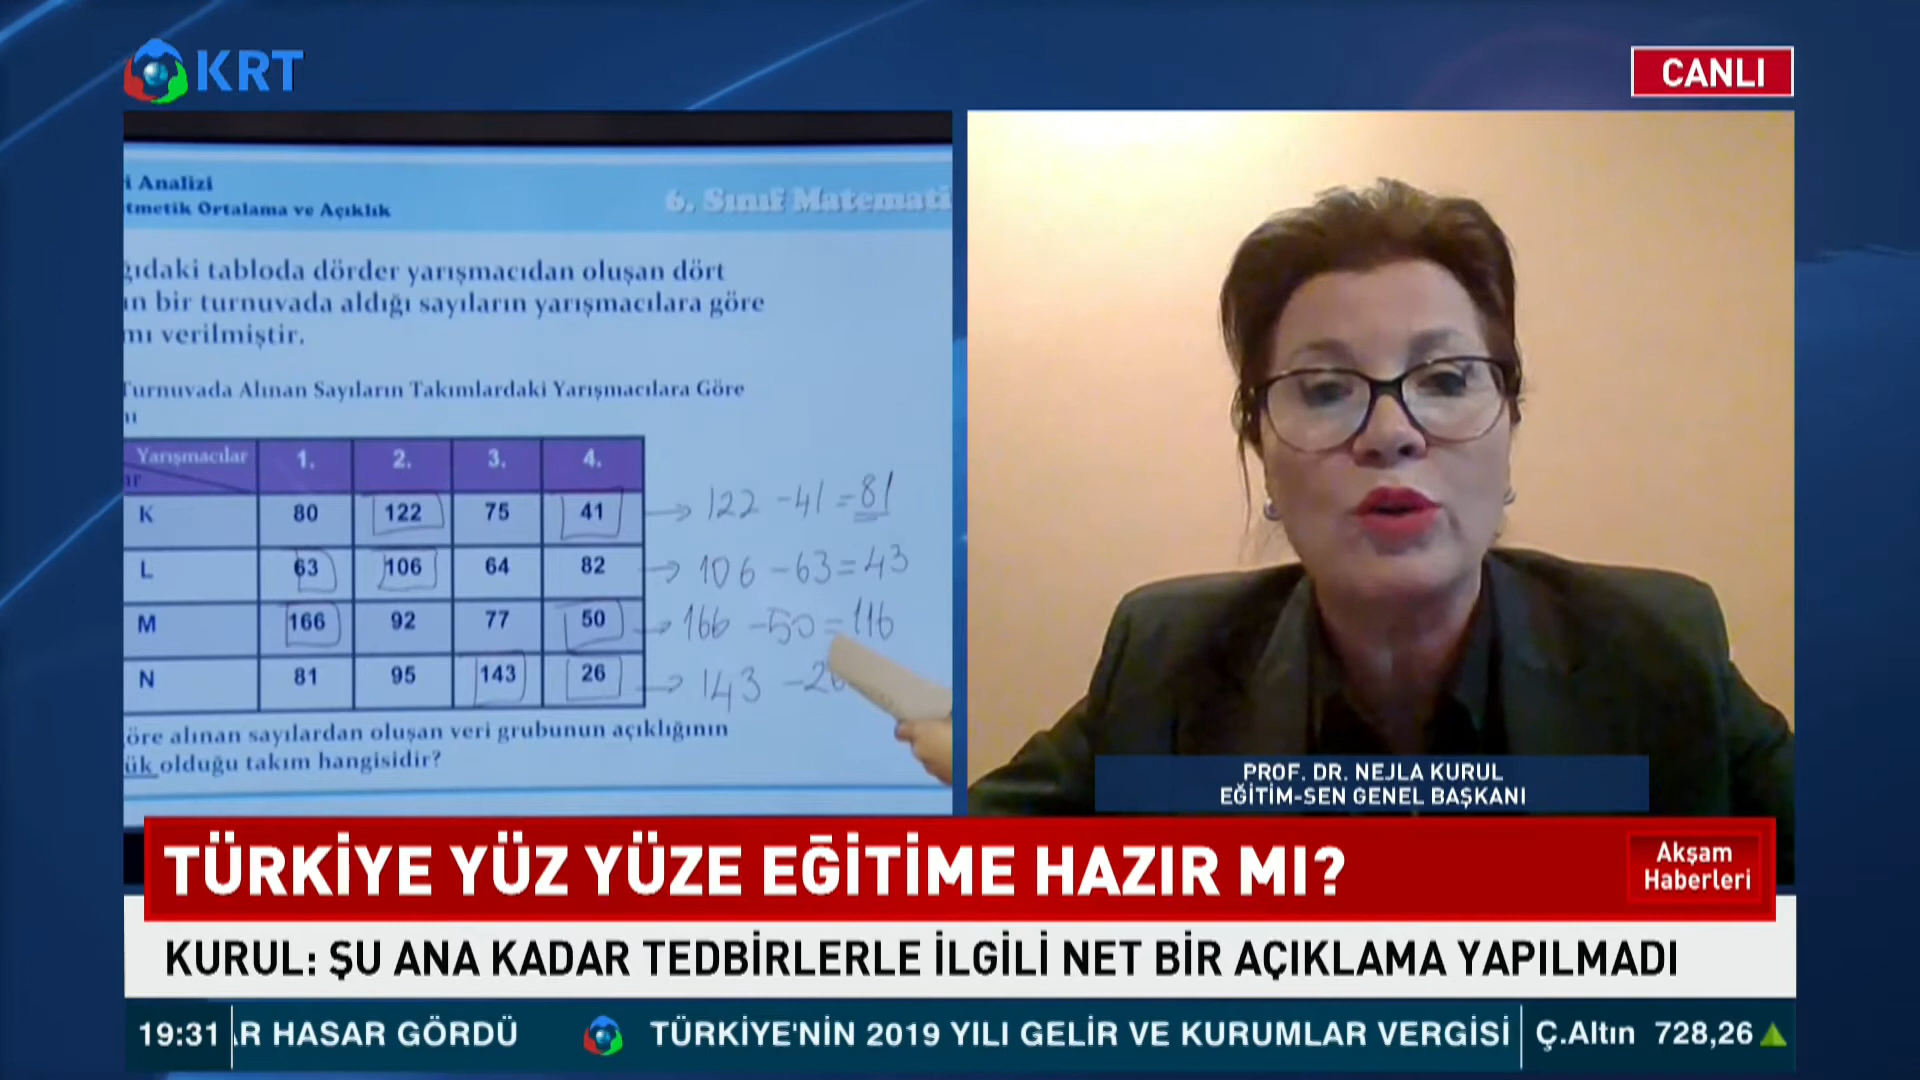 KRT
CANLI
i Analizi
tmetik Ortalama ve Açıklık
6. Sınıf Matemati
ğıdaki tabloda dörder yarışmacıdan oluşan dört
ın bir turnuvada aldığı sayıların yarışmacılara göre
mı verilmiştir.
Turnuvada Alınan Sayıların Takımlardaki Yarışmacılara Göre
ı
Yarışmacılar 1. 2. 3. 4.
ar
K 80 122 75 41 → 122 - 41 = 81
L 63 106 64 82 → 106 - 63 = 43
M 166 92 77 50 → 166 - 50 = 116
N 81 95 143 26 → 143 - 26
öre alınan sayılardan oluşan veri grubunun açıklığının
ük olduğu takım hangisidir?
PROF. DR. NEJLA KURUL
EĞİTİM-SEN GENEL BAŞKANI
TÜRKİYE YÜZ YÜZE EĞİTİME HAZIR MI?
Akşam
Haberleri
KURUL: ŞU ANA KADAR TEDBİRLERLE İLGİLİ NET BİR AÇIKLAMA YAPILMADI
19:31 AR HASAR GÖRDÜ TÜRKİYE'NİN 2019 YILI GELİR VE KURUMLAR VERGİSİ Ç.Altın 728,26